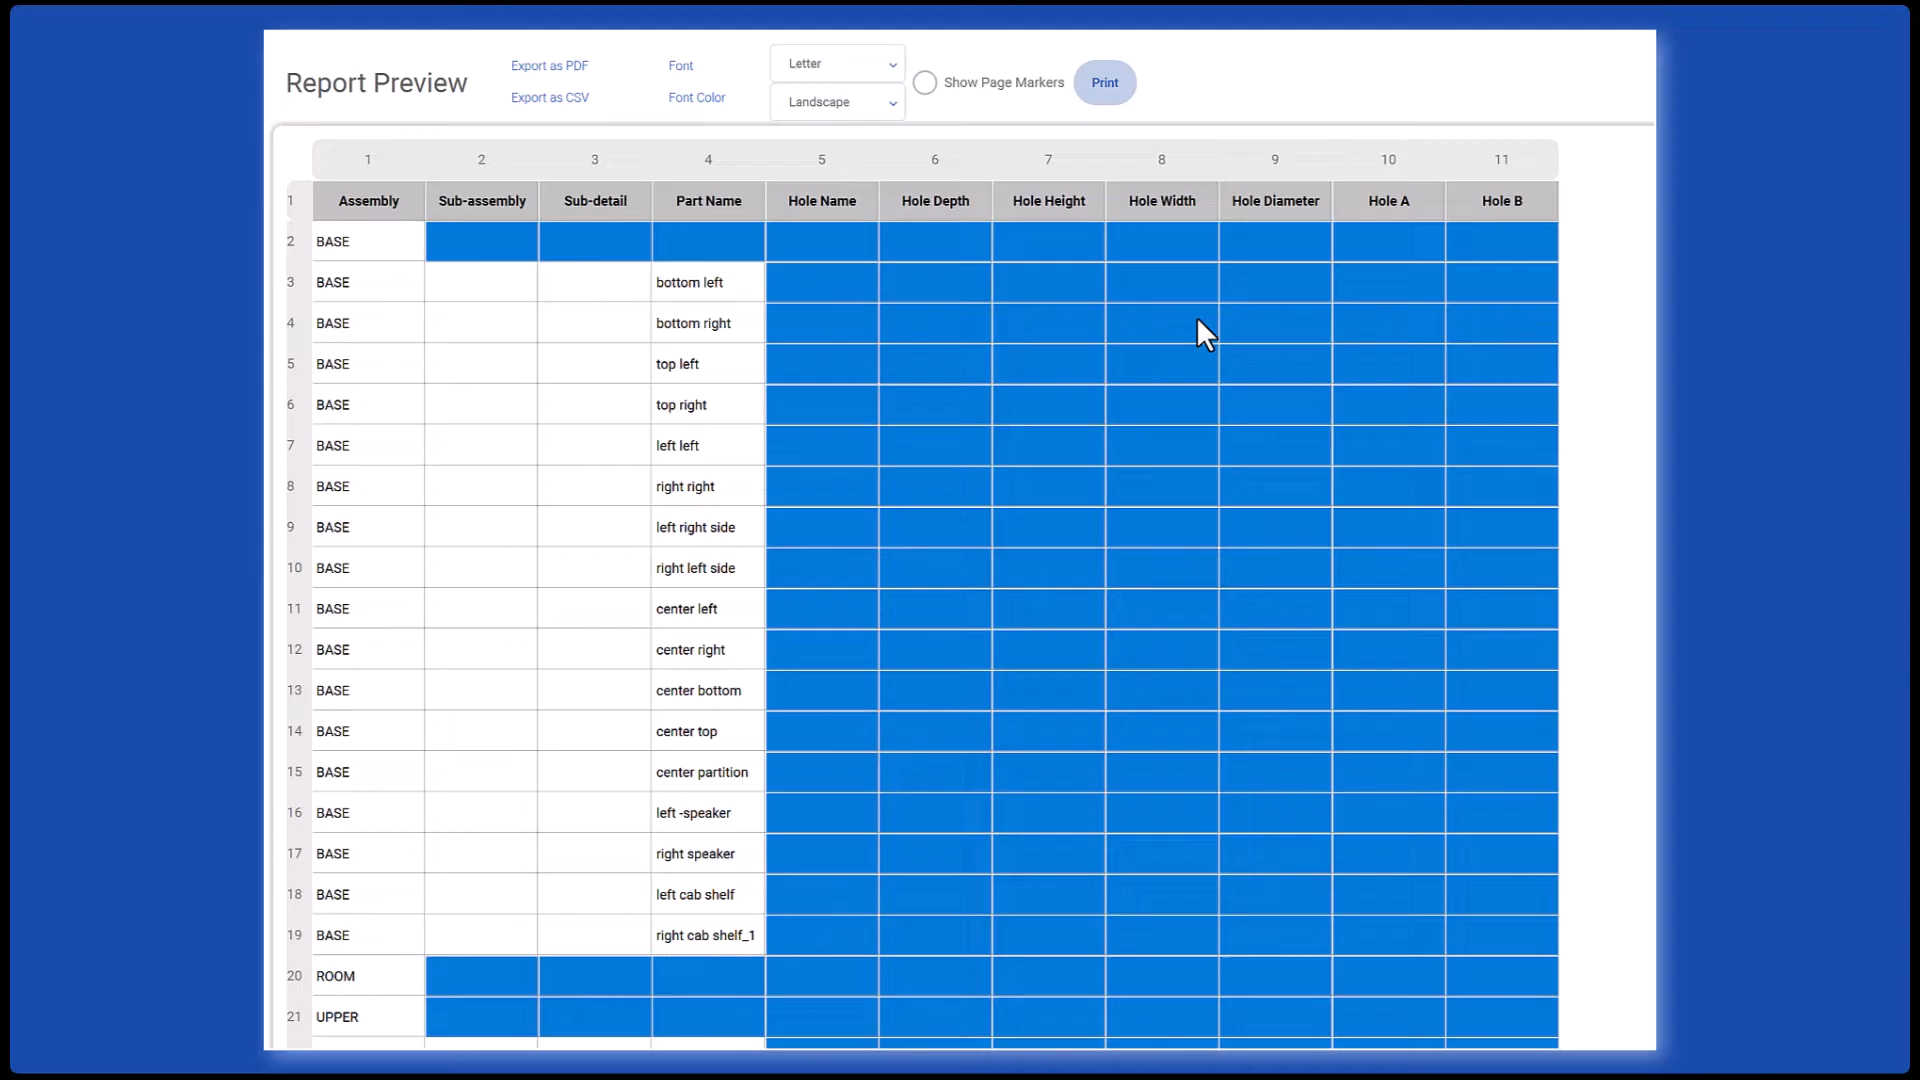 Report Preview
Export as PDF
Export as CSV
Font
Font Color
Letter
Landscape
Show Page Markers
Print
1 2 3 4 5 6 7 8 9 10 11
1 Assembly Sub-assembly Sub-detail Part Name Hole Name Hole Depth Hole Height Hole Width Hole Diameter Hole A Hole B
2 BASE
3 BASE bottom left
4 BASE bottom right
5 BASE top left
6 BASE top right
7 BASE left left
8 BASE right right
9 BASE left right side
10 BASE right left side
11 BASE center left
12 BASE center right
13 BASE center bottom
14 BASE center top
15 BASE center partition
16 BASE left -speaker
17 BASE right speaker
18 BASE left cab shelf
19 BASE right cab shelf_1
20 ROOM
21 UPPER